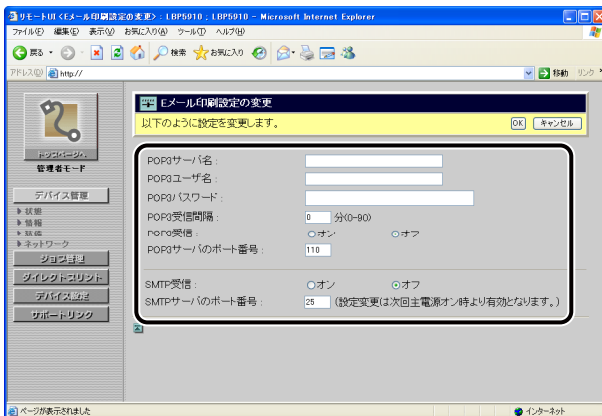 リモートUI <Eメール印刷設定の変更> : LBP5910 ; LBP5910 - Microsoft Internet Explorer
ファイル(F) 編集(E) 表示(V) お気に入り(A) ツール(T) ヘルプ(H)
戻る 検索 お気に入り
アドレス(D) http:// 移動 リンク
Eメール印刷設定の変更
以下のように設定を変更します。 OK キャンセル
トップページへ
管理者モード
デバイス管理
状態
情報
ネットワーク
ジョブ管理
ダイレクトプリント
デバイス設定
サポートリンク
POP3サーバ名 :
POP3ユーザ名 :
POP3パスワード :
POP3受信間隔 : 0 分(0-90)
POP3受信 : オン オフ
POP3サーバのポート番号 : 110
SMTP受信 : オン オフ
SMTPサーバのポート番号 : 25 (設定変更は次回主電源オン時より有効となります。)
ページが表示されました インターネット